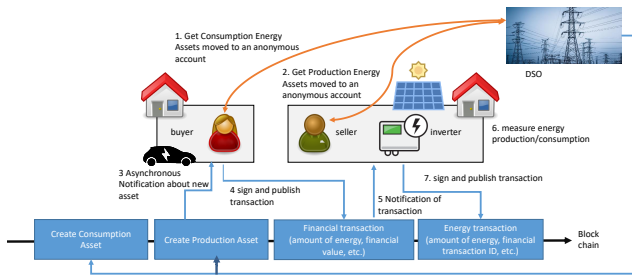 1. Get Consumption Energy
Assets moved to an anonymous
account
2. Get Production Energy
Assets moved to an
anonymous account
DSO
buyer
seller
inverter
6. measure energy
production/consumption
3 Asynchronous
Notification about new
asset
4 sign and publish
transaction
5 Notification of
transaction
7. sign and publish transaction
Create Consumption
Asset
Create Production Asset
Financial transaction
(amount of energy, financial
value, etc.)
Energy transaction
(amount of energy, financial
transaction ID, etc.)
Block
chain